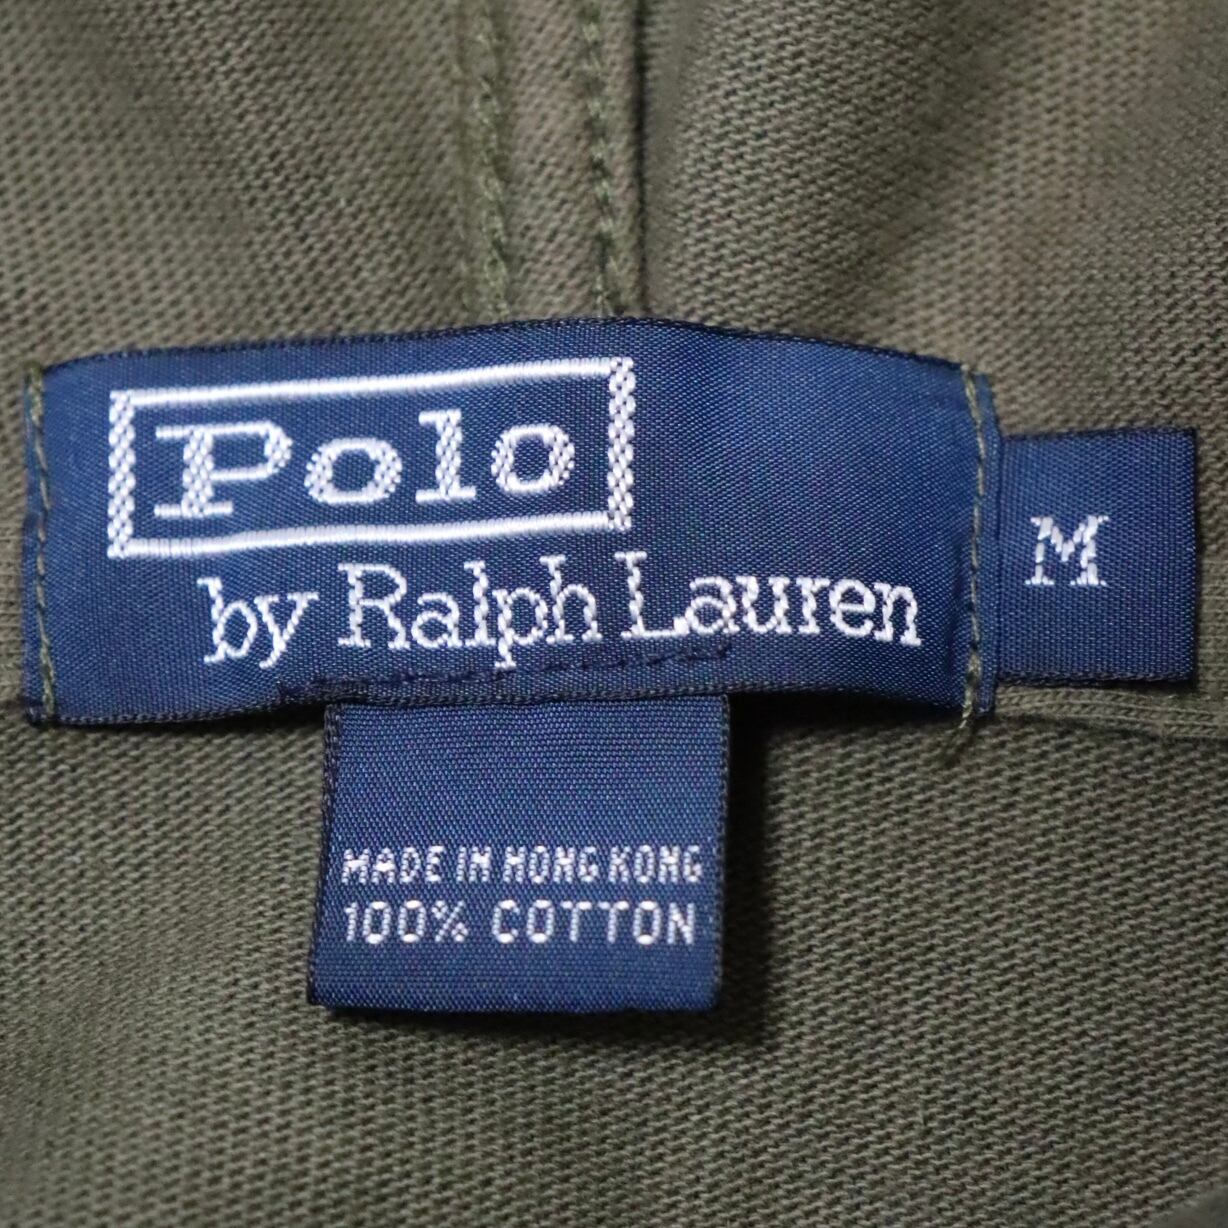 Polo
by Ralph Lauren
M
MADE IN HONG KONG
100% COTTON